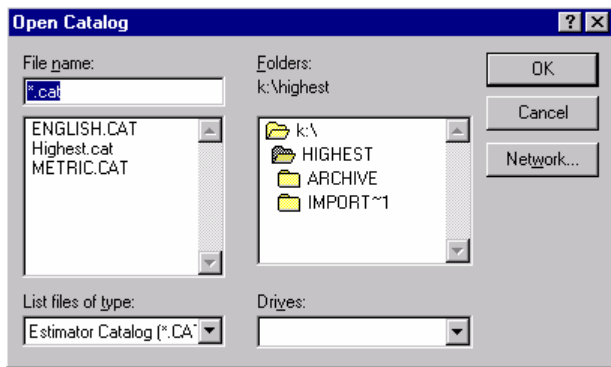 Open Catalog
File name:
*.cat
ENGLISH.CAT
Highest.cat
METRIC.CAT
List files of type:
Estimator Catalog (*.CAT
Folders:
k:\highest
k:\
HIGHEST
ARCHIVE
IMPORT~1
Drives:
OK
Cancel
Network...